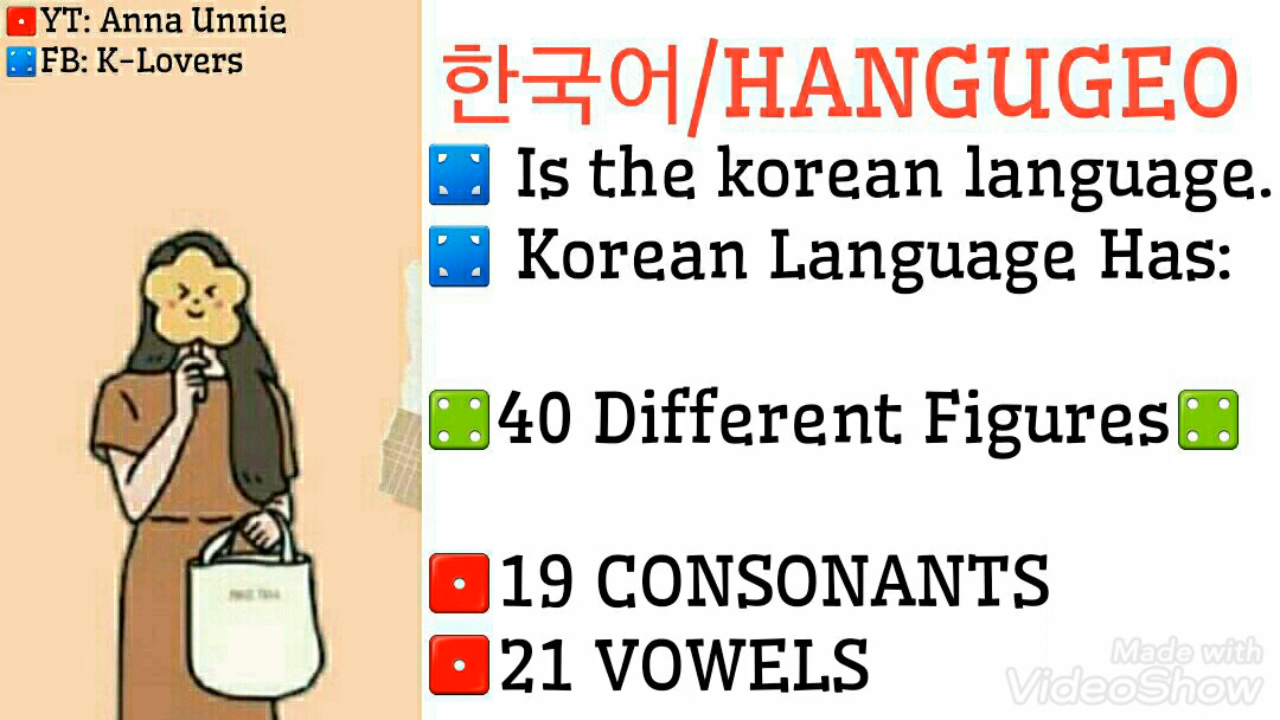 YT: Anna Unnie
FB: K-Lovers
한국어/HANGUGEO
Is the korean language.
Korean Language Has:
40 Different Figures
19 CONSONANTS
21 VOWELS
Made with
VideoShow